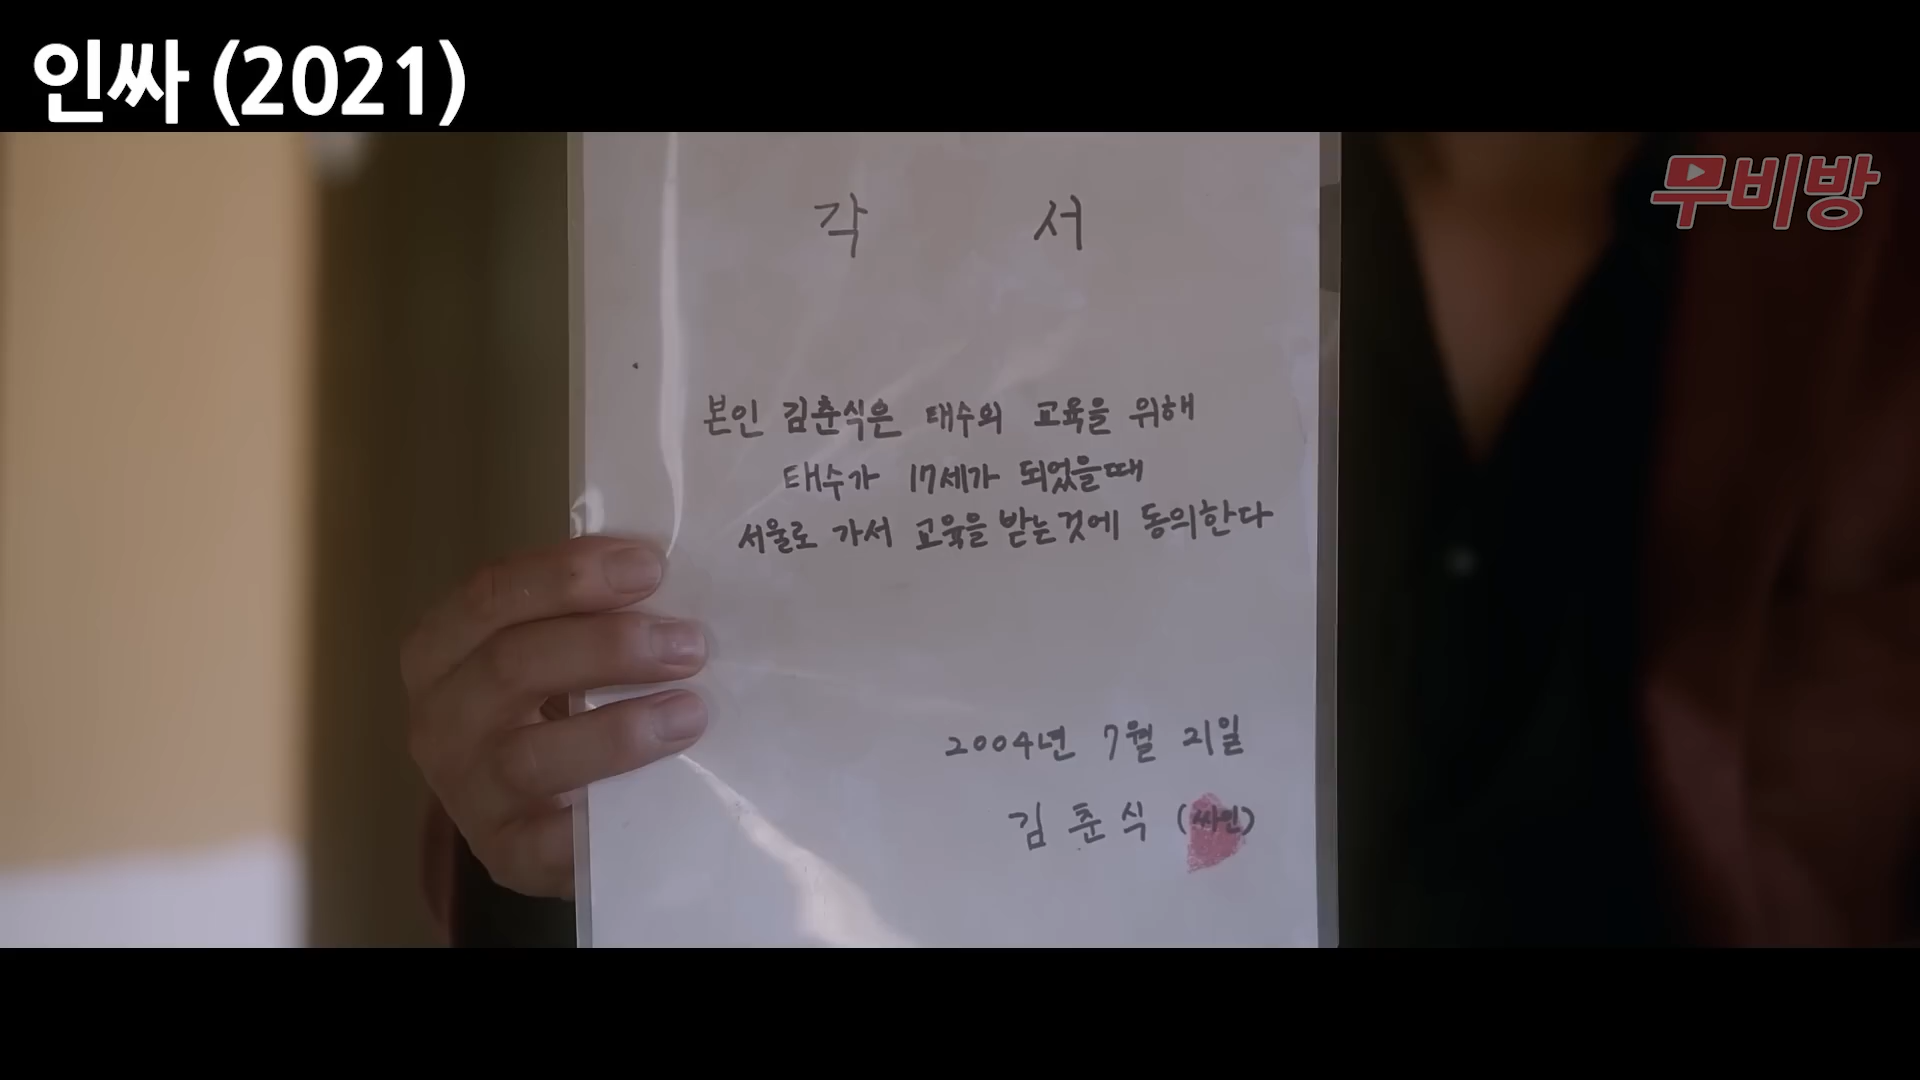 인싸 (2021)
무비방
각 서
본인 김춘식은 태수의 교육을 위해
태수가 17세가 되었을때
서울로 가서 교육을 받는것에 동의한다
2004년 7월 21일
김 춘 식 (싸인)